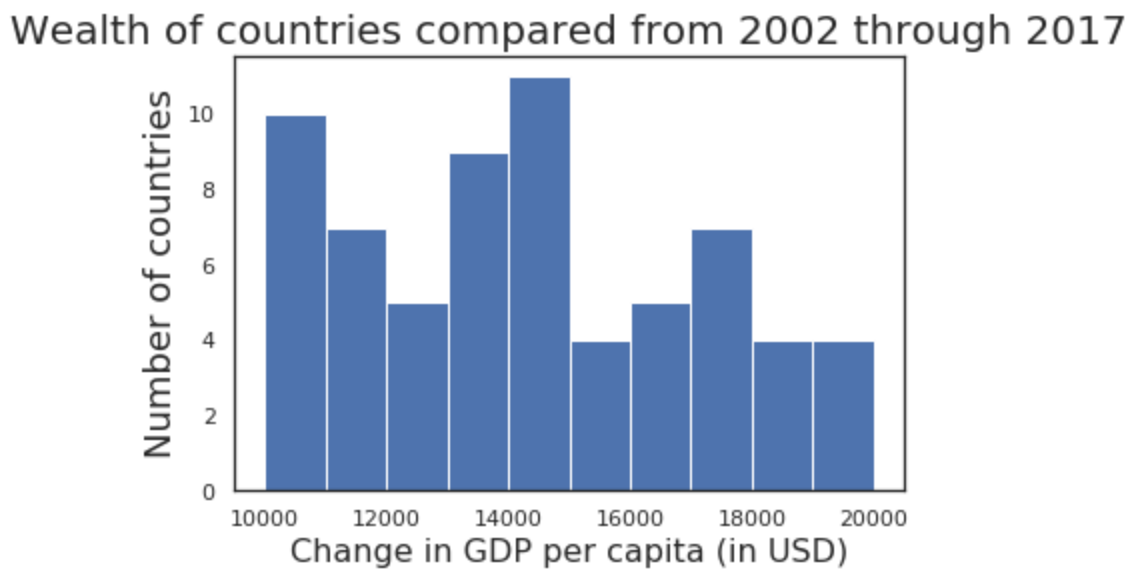 Wealth of countries compared from 2002 through 2017
Number of countries
10
8
6
4
2
0
10000 12000 14000 16000 18000 20000
Change in GDP per capita (in USD)